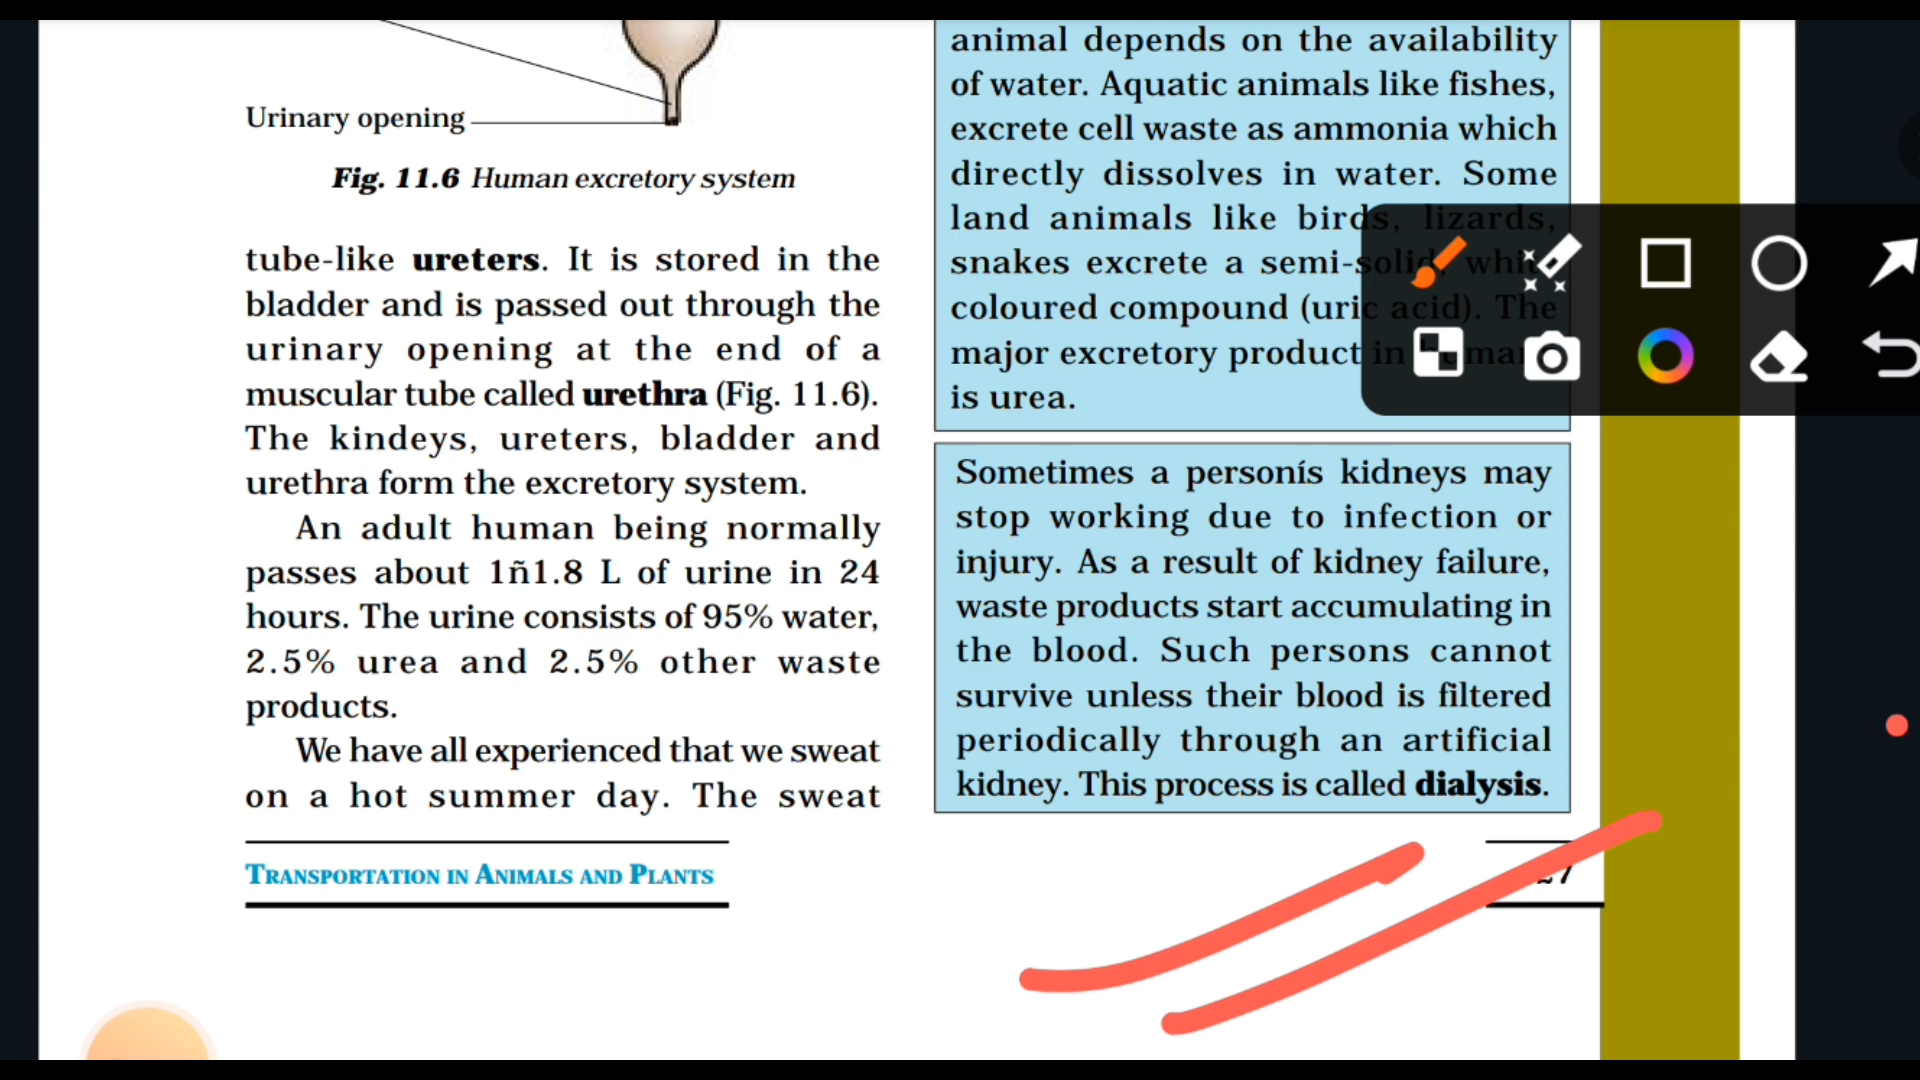 Urinary opening
Fig. 11.6 Human excretory system
tube-like ureters. It is stored in the
bladder and is passed out through the
urinary opening at the end of a
muscular tube called urethra (Fig. 11.6).
The kindeys, ureters, bladder and
urethra form the excretory system.
An adult human being normally
passes about 1ñ1.8 L of urine in 24
hours. The urine consists of 95% water,
2.5% urea and 2.5% other waste
products.
We have all experienced that we sweat
on a hot summer day. The sweat
TRANSPORTATION IN ANIMALS AND PLANTS
animal depends on the availability
of water. Aquatic animals like fishes,
excrete cell waste as ammonia which
directly dissolves in water. Some
land animals like birds, lizards,
snakes excrete a semi-solid, white
coloured compound (uric acid). The
major excretory product in
is urea.
Sometimes a personís kidneys may
stop working due to infection or
injury. As a result of kidney failure,
waste products start accumulating in
the blood. Such persons cannot
survive unless their blood is filtered
periodically through an artificial
kidney. This process is called dialysis.